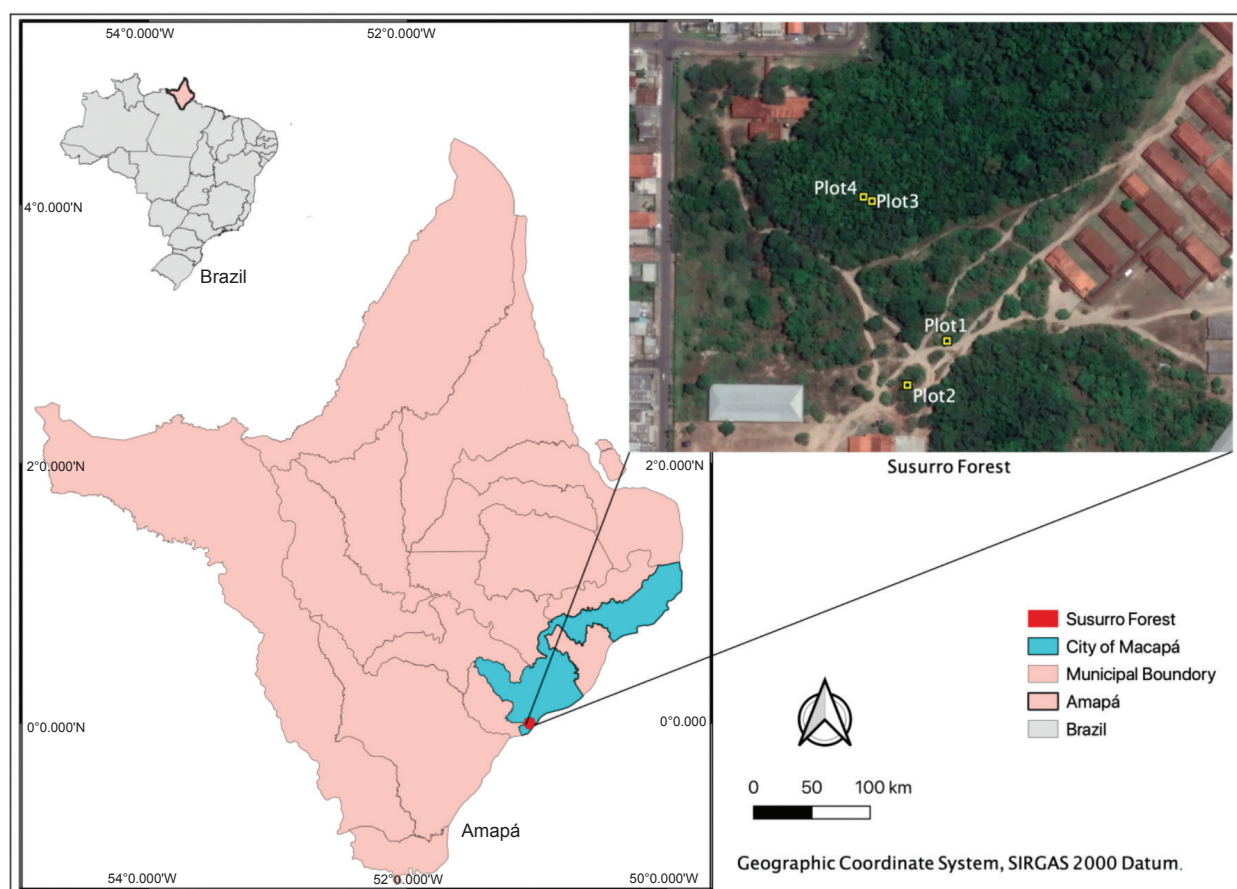 54°0.000'W
52°0.000'W
Brazil
4°0.000'N
Plot4
Plot3
Plot1
Plot2
2°0.000'N
2°0.000'N
Susurro Forest
Susurro Forest
City of Macapá
Municipal Boundory
Amapá
Brazil
0°0.000'N
0°0.000
0 50 100 km
Amapá
54°0.000'W
52°0.000'W
50°0.000'W
Geographic Coordinate System, SIRGAS 2000 Datum.